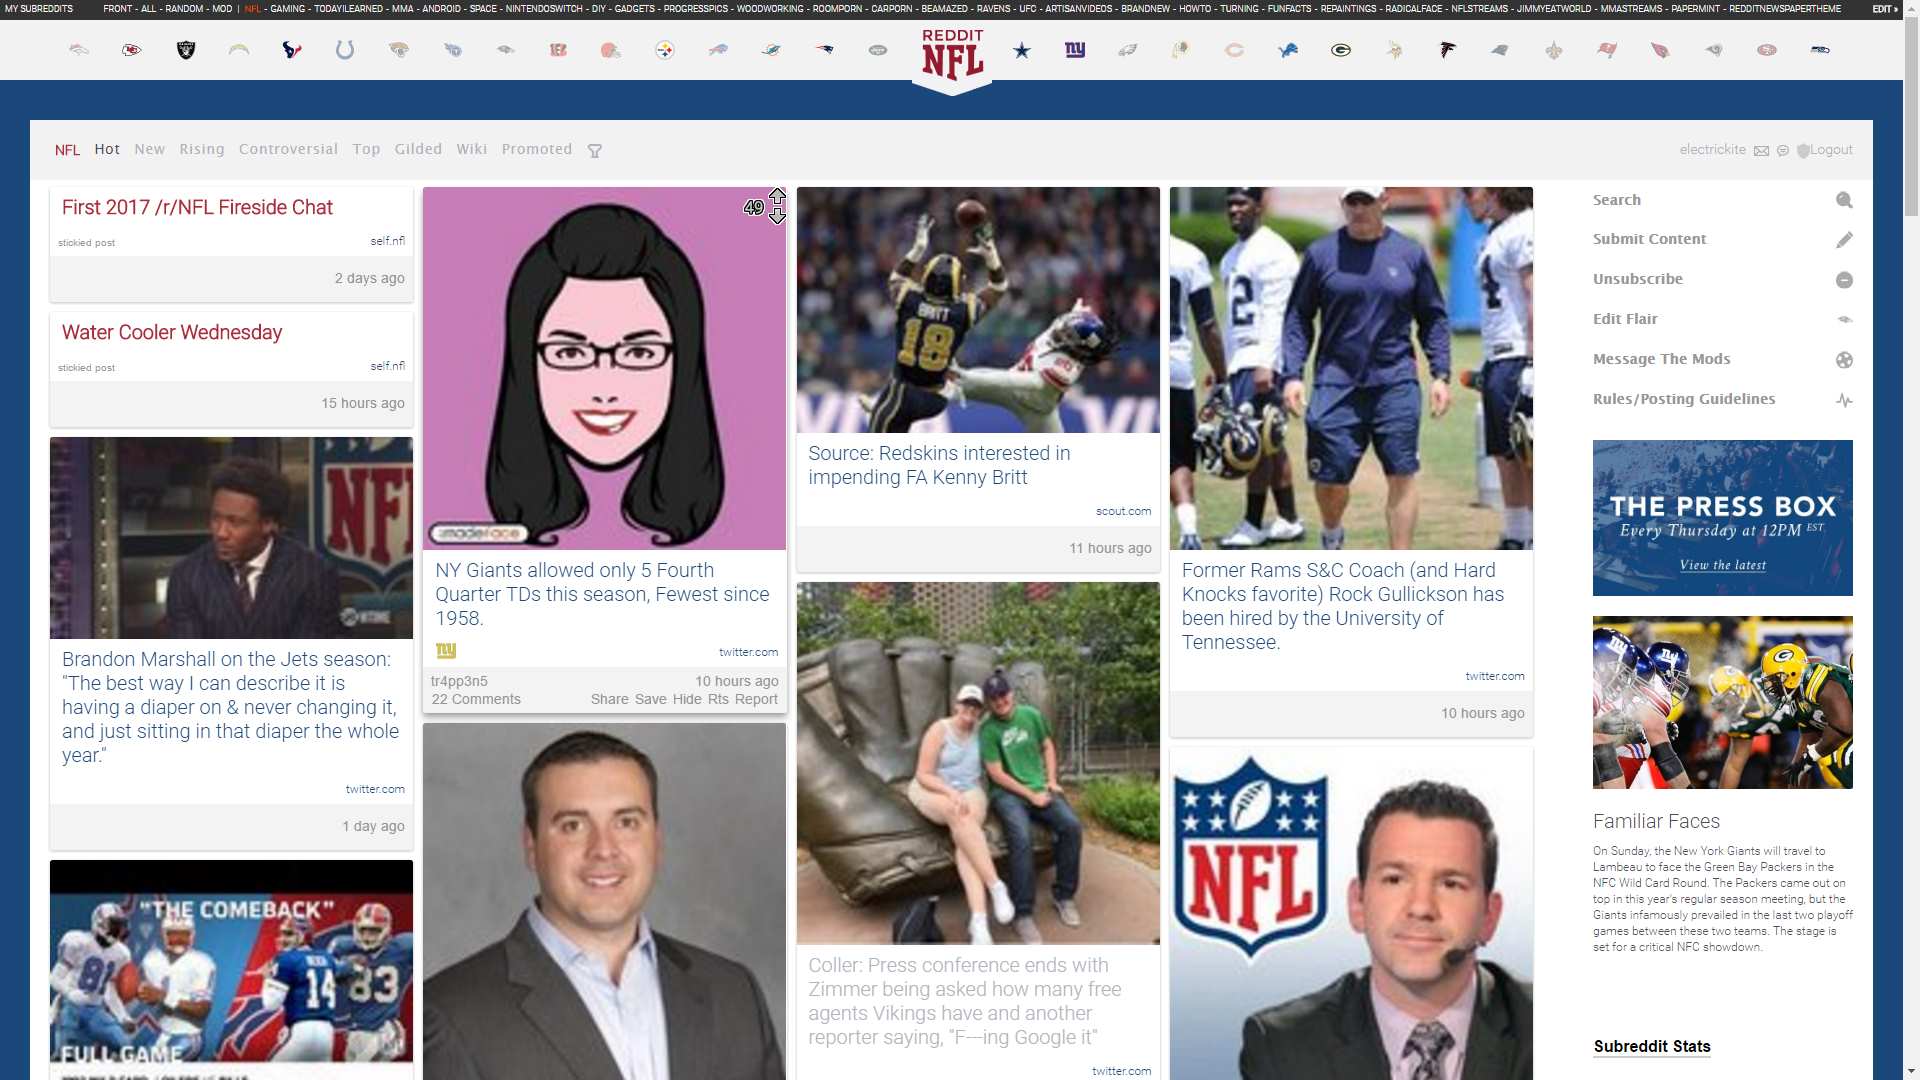 MY SUBREDDITS FRONT - ALL - RANDOM - MOD | NFL - GAMING - TODAYILEARNED - MMA - ANDROID - SPACE - NINTENDOSWITCH - DIY - GADGETS - PROGRESSPICS - WOODWORKING - ROOMPORN - CARPORN - BEAMAZED - RAVENS - UFC - ARTISANVIDEOS - BRANDNEW - HOWTO - TURNING - FUNFACTS - REPAINTINGS - RADICALFACE - NFLSTREAMS - JIMMYEATWORLD - MMASTREAMS - PAPERMINT - REDDITNEWSPAPERTHEME EDIT »
REDDIT
NFL
NFL Hot New Rising Controversial Top Gilded Wiki Promoted
electrickite Logout
First 2017 /r/NFL Fireside Chat
stickied post self.nfl
2 days ago
Water Cooler Wednesday
stickied post self.nfl
15 hours ago
NFL
Brandon Marshall on the Jets season:
"The best way I can describe it is
having a diaper on & never changing it,
and just sitting in that diaper the whole
year."
twitter.com
1 day ago
"THE COMEBACK"
81
14
83
FULL GAME
49
NY Giants allowed only 5 Fourth
Quarter TDs this season, Fewest since
1958.
ny
twitter.com
tr4pp3n5 10 hours ago
22 Comments Share Save Hide Rts Report
BRITT
18
Source: Redskins interested in
impending FA Kenny Britt
scout.com
11 hours ago
Coller: Press conference ends with
Zimmer being asked how many free
agents Vikings have and another
reporter saying, "F---ing Google it"
twitter.com
Former Rams S&C Coach (and Hard
Knocks favorite) Rock Gullickson has
been hired by the University of
Tennessee.
twitter.com
10 hours ago
NFL
Search
Submit Content
Unsubscribe
Edit Flair
Message The Mods
Rules/Posting Guidelines
THE PRESS BOX
Every Thursday at 12PM EST
View the latest
Familiar Faces
On Sunday, the New York Giants will travel to
Lambeau to face the Green Bay Packers in the
NFC Wild Card Round. The Packers came out on
top in this year's regular season meeting, but the
Giants infamously prevailed in the last two playoff
games between these two teams. The stage is
set for a critical NFC showdown.
Subreddit Stats